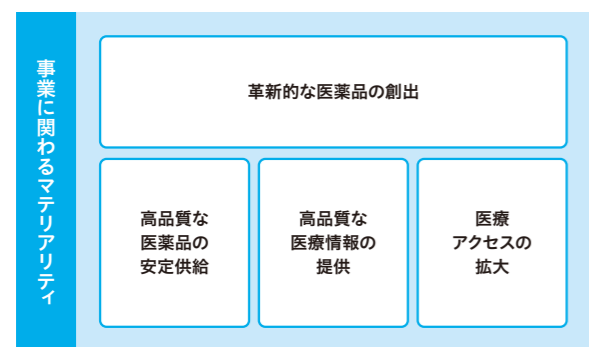 事業に関わるマテリアリティ
革新的な医薬品の創出
高品質な
医薬品の
安定供給
高品質な
医療情報の
提供
医療
アクセスの
拡大